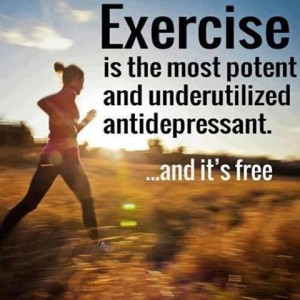 Exercise
is the most potent
and underutilized
antidepressant.
...and it's free